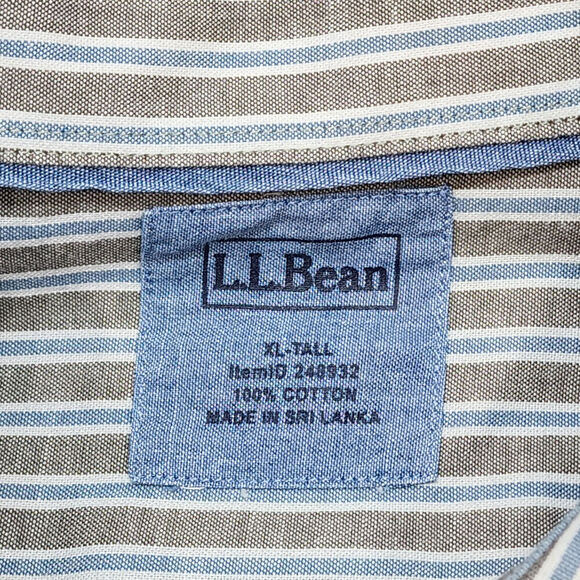 L.L.Bean
XL-TALL
ItemID 248932
100% COTTON
MADE IN SRI LANKA